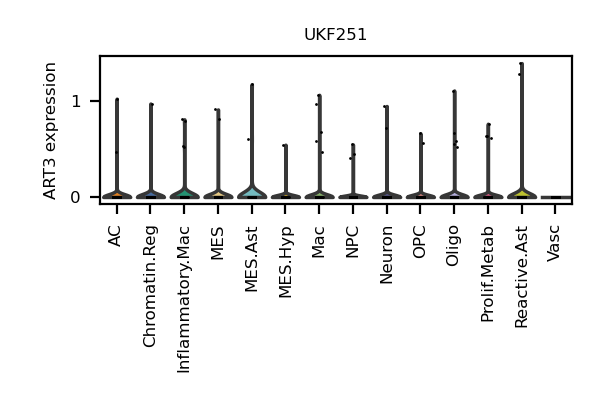 UKF251
ART3 expression
1
0
AC
Chromatin.Reg
Inflammatory.Mac
MES
MES.Ast
MES.Hyp
Mac
NPC
Neuron
OPC
Oligo
Prolif.Metab
Reactive.Ast
Vasc